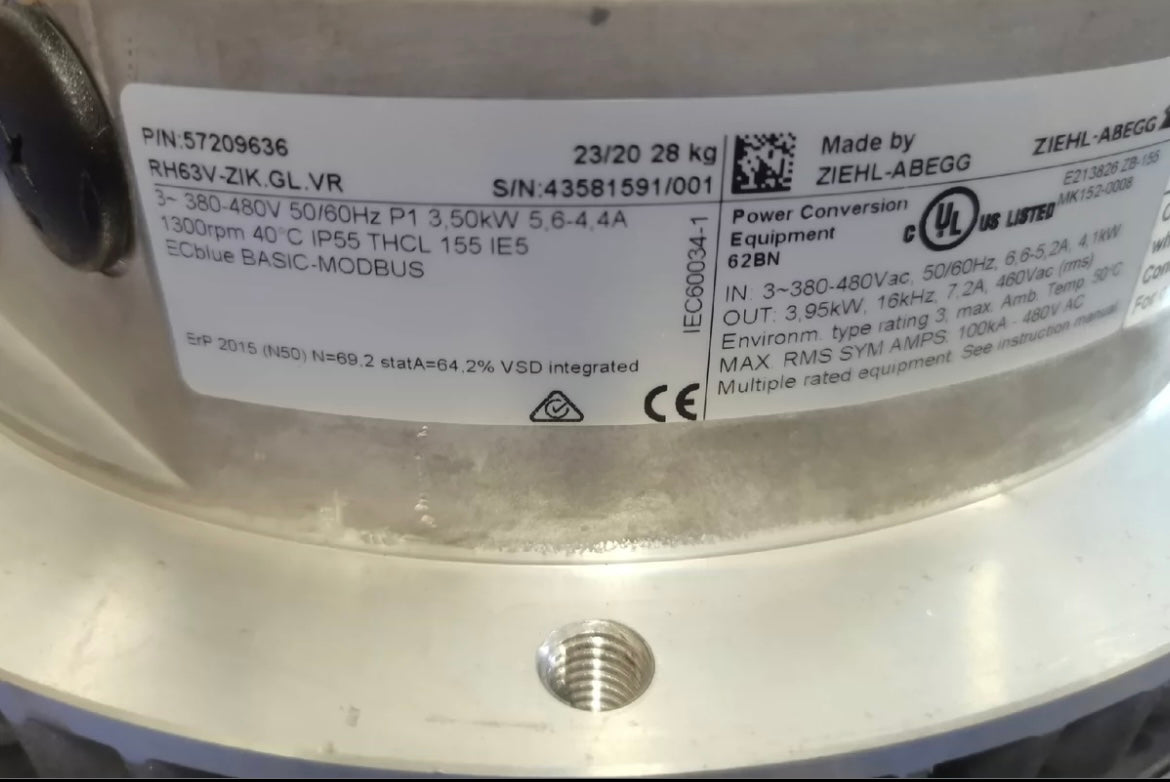 P/N:57209636
23/20 28 kg
RH63V-ZIK.GL.VR
S/N:43581591/001
3~ 380-480V 50/60Hz P1 3,50kW 5,6-4,4A
1300rpm 40°C IP55 THCL 155 IE5
ECblue BASIC-MODBUS
IEC60034-1
ErP 2015 (N50) N=69,2 statA=64,2% VSD integrated
CE
Made by
ZIEHL-ABEGG
ZIEHL-ABEGG
Power Conversion
Equipment
62BN
c UL US LISTED
E213826 ZB-155
MK152-0008
IN: 3~380-480Vac, 50/60Hz, 6,6-5,2A, 4,1kW
OUT: 3,95kW, 16kHz, 7,2A, 460Vac (rms)
Environm. type rating 3, max. Amb. Temp. 50°C
MAX. RMS SYM AMPS. 100kA - 480V AC
Multiple rated equipment. See instruction manual